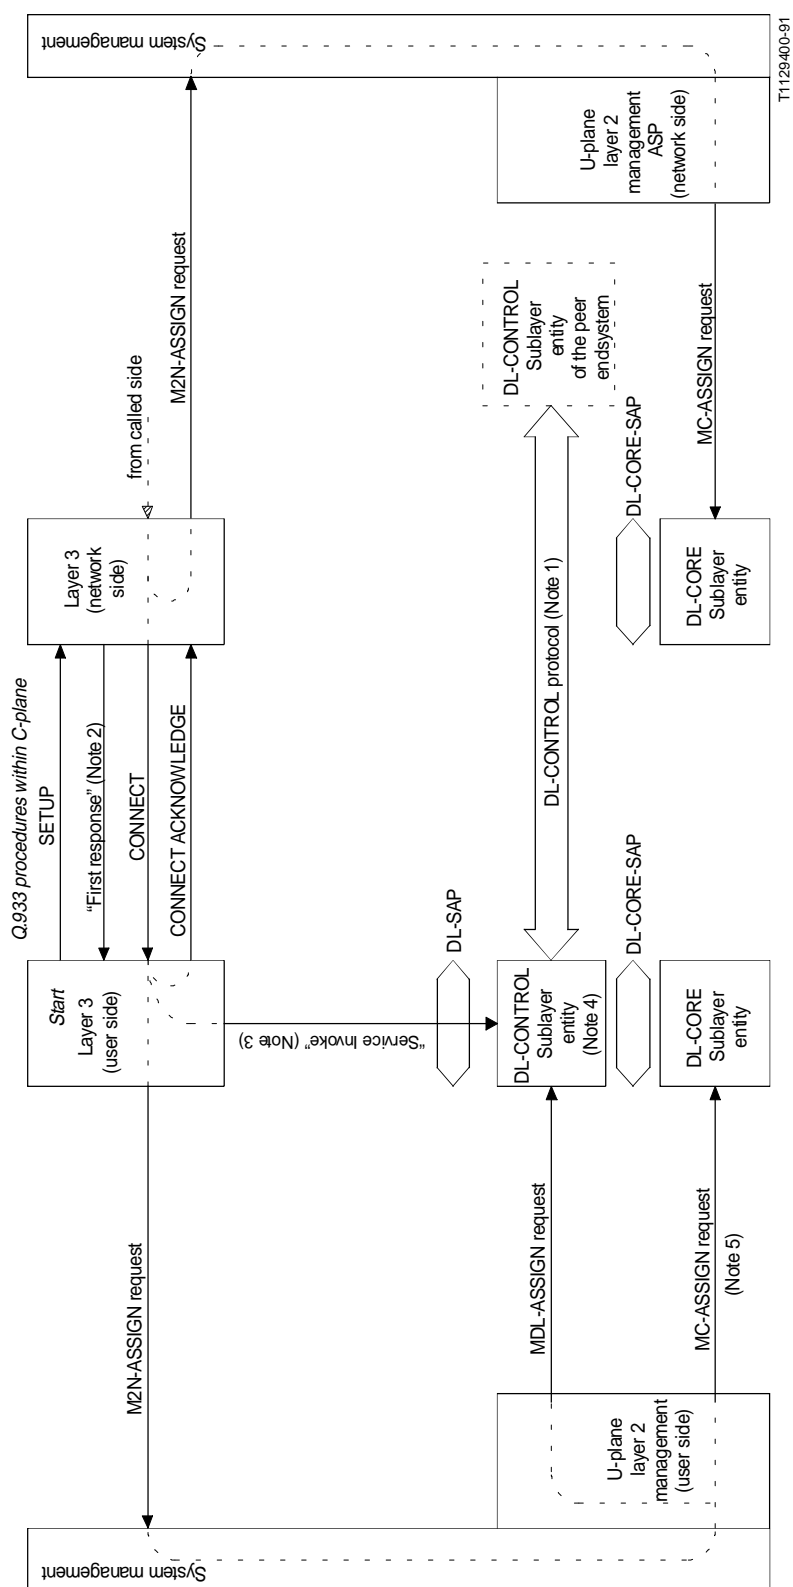 Q.933 procedures within C-plane
System management
M2N-ASSIGN request
Start
Layer 3
(user side)
SETUP
“First response” (Note 2)
CONNECT
CONNECT ACKNOWLEDGE
Layer 3
(network
side)
from called side
M2N-ASSIGN request
System management
“Service Invoke” (Note 3)
DL-SAP
U-plane
layer 2
management
(user side)
MDL-ASSIGN request
DL-CONTROL
Sublayer
entity
(Note 4)
DL-CONTROL protocol (Note 1)
DL-CONTROL
Sublayer
entity
of the peer
endsystem
U-plane
layer 2
management
ASP
(network side)
DL-CORE-SAP
DL-CORE-SAP
MC-ASSIGN request
(Note 5)
DL-CORE
Sublayer
entity
DL-CORE
Sublayer
entity
MC-ASSIGN request
T1129400-91